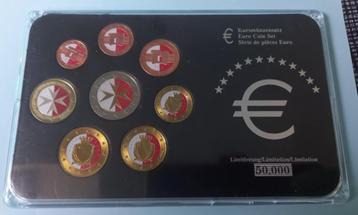 Kursmünzensatz
Euro Coin Set
Série de pièces Euro
€
Limitierung/Limitation/Limitation
50.000